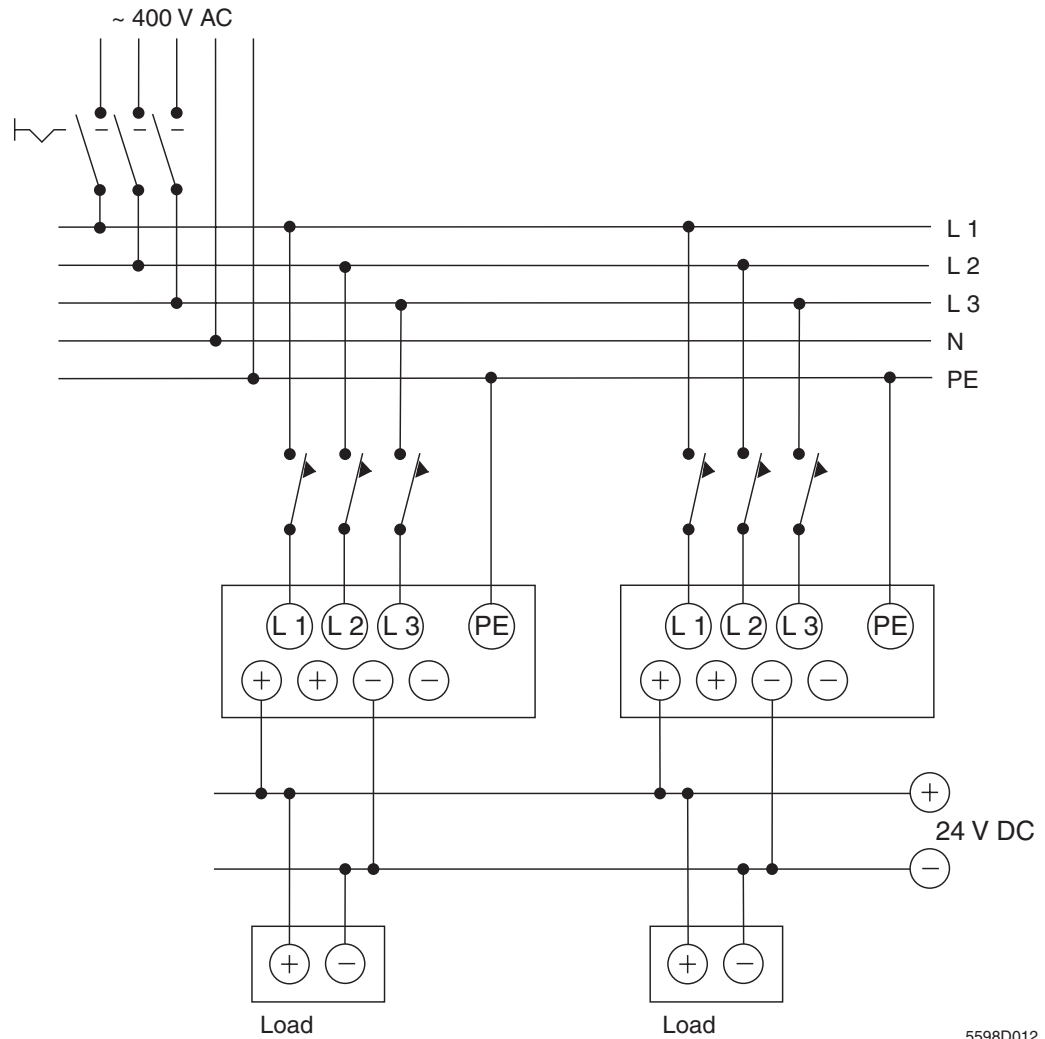 ~ 400 V AC
L 1
L 2
L 3
N
PE
L 1 L 2 L 3 PE
+ + − −
L 1 L 2 L 3 PE
+ + − −
+
24 V DC
−
+ −
Load
+ −
Load
5598D012